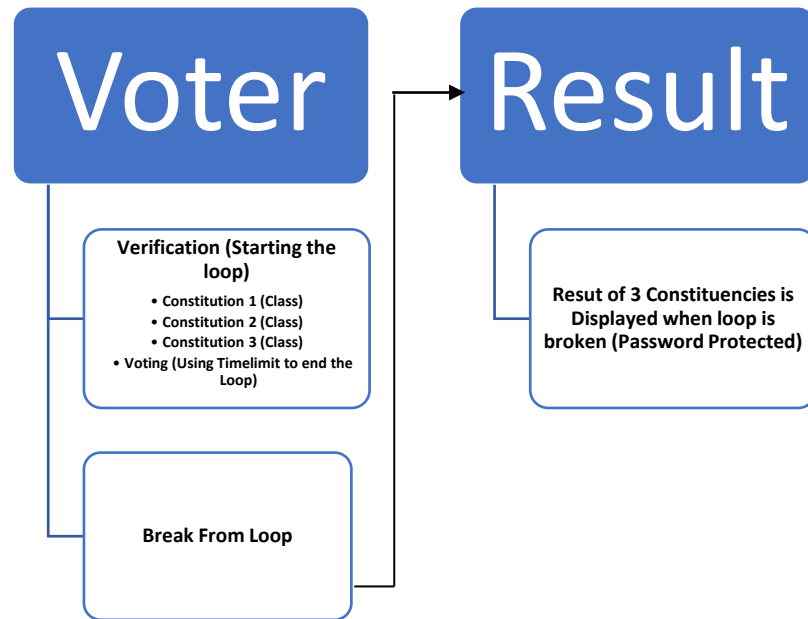 Voter
Verification (Starting the
loop)
• Constitution 1 (Class)
• Constitution 2 (Class)
• Constitution 3 (Class)
• Voting (Using Timelimit to end the
Loop)
Break From Loop
Result
Resut of 3 Constituencies is
Displayed when loop is
broken (Password Protected)